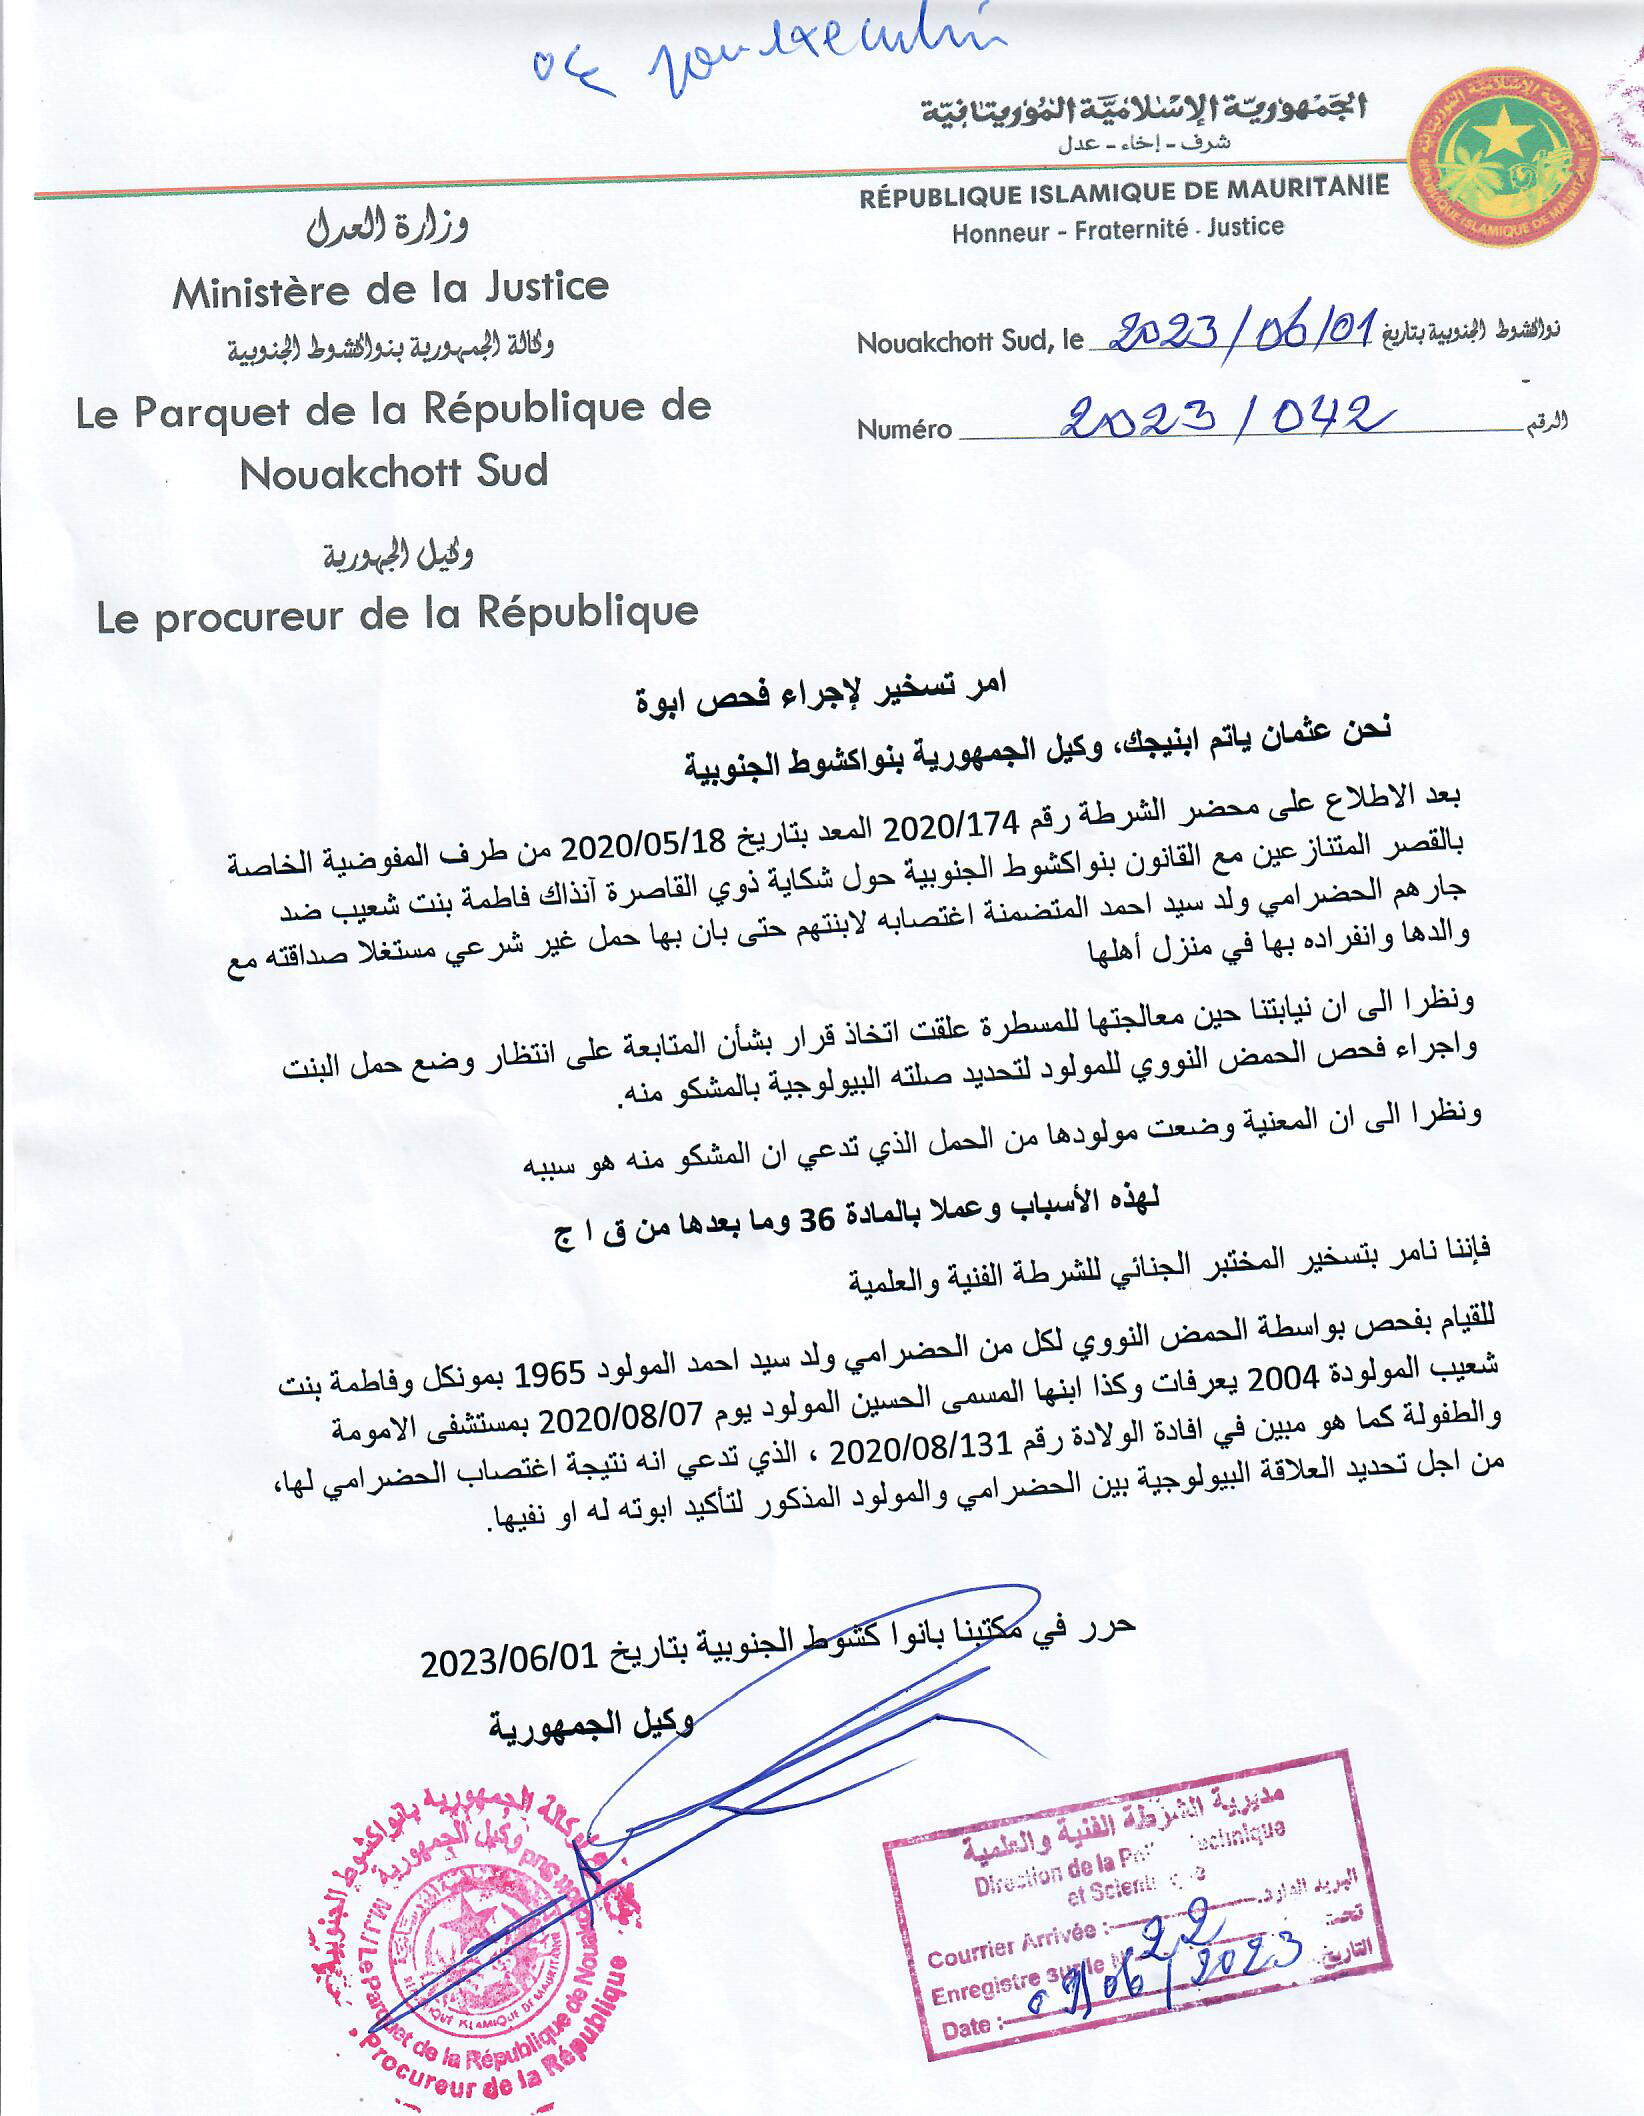 ok pour exécution
الجمهورية الإسلامية الموريتانية
شرف - إخاء - عدل
RÉPUBLIQUE ISLAMIQUE DE MAURITANIE
Honneur - Fraternité - Justice
وزارة العدل
Ministère de la Justice
وكالة الجمهورية بنواكشوط الجنوبية
Le Parquet de la République de
Nouakchott Sud
وكيل الجمهورية
Le procureur de la République
Nouakchott Sud, le 2023/06/01 نواكشوط الجنوبية بتاريخ
Numéro 2023/042 الرقم
امر تسخير لإجراء فحص ابوة
نحن عثمان ياتم ابنيجك، وكيل الجمهورية بنواكشوط الجنوبية
بعد الاطلاع على محضر الشرطة رقم 2020/174 المعد بتاريخ 2020/05/18 من طرف المفوضية الخاصة
بالقصر المتنازعين مع القانون بنواكشوط الجنوبية حول شكاية ذوي القاصرة آنذاك فاطمة بنت شعيب ضد
جارهم الحضرامي ولد سيد احمد المتضمنة اغتصابه لابنتهم حتى بان بها حمل غير شرعي مستغلا صداقته مع
والدها وانفراده بها في منزل أهلها
ونظرا الى ان نيابتنا حين معالجتها للمسطرة علقت اتخاذ قرار بشأن المتابعة على انتظار وضع حمل البنت
واجراء فحص الحمض النووي للمولود لتحديد صلته البيولوجية بالمشكو منه.
ونظرا الى ان المعنية وضعت مولودها من الحمل الذي تدعي ان المشكو منه هو سببه
لهذه الأسباب وعملا بالمادة 36 وما بعدها من ق ا ج
فإننا نامر بتسخير المختبر الجنائي للشرطة الفنية والعلمية
للقيام بفحص بواسطة الحمض النووي لكل من الحضرامي ولد سيد احمد المولود 1965 بمونكل وفاطمة بنت
شعيب المولودة 2004 يعرفات وكذا ابنها المسمى الحسين المولود يوم 2020/08/07 بمستشفى الامومة
والطفولة كما هو مبين في افادة الولادة رقم 2020/08/131 ، الذي تدعي انه نتيجة اغتصاب الحضرامي لها،
من اجل تحديد العلاقة البيولوجية بين الحضرامي والمولود المذكور لتأكيد ابوته له او نفيها.
حرر في مكتبنا بانوا كشوط الجنوبية بتاريخ 2023/06/01
وكيل الجمهورية
وكالة الجمهورية بانواكشوط الجنوبية
وكيل الجمهورية
M.J/Le Parquet de la République de Nouakchott Sud
Procureur de la République
مديرية الشرطة الفنية والعلمية
Direction de la Technique
et Scient
Courrier Arrivée : البريد الوارد
Enregistre sur le N 22 تحت
Date : 06/2023 التاريخ